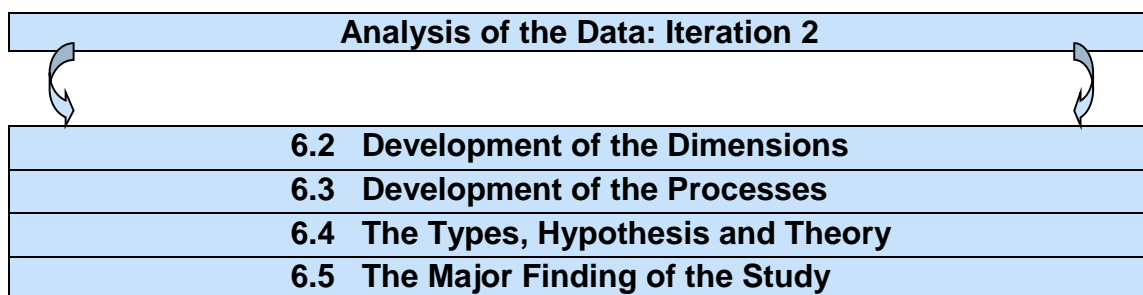 Analysis of the Data: Iteration 2
6.2 Development of the Dimensions
6.3 Development of the Processes
6.4 The Types, Hypothesis and Theory
6.5 The Major Finding of the Study